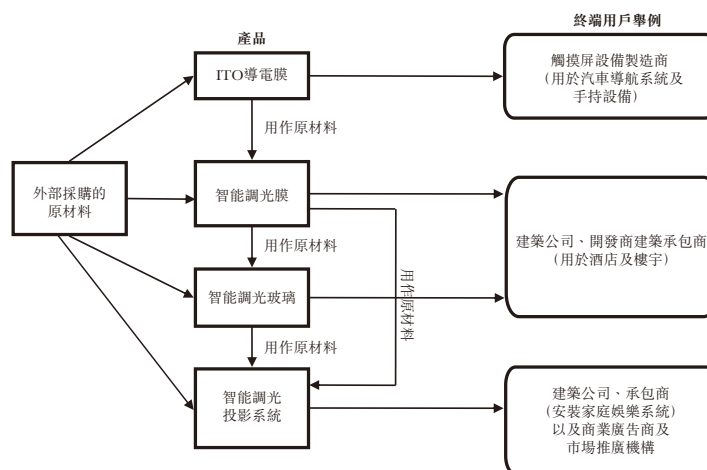 終端用戶舉例
產品
ITO導電膜
觸摸屏設備製造商
(用於汽車導航系統及
手持設備)
用作原材料
外部採購的
原材料
智能調光膜
建築公司、開發商建築承包商
(用於酒店及樓宇)
用作原材料
用作原材料
智能調光玻璃
用作原材料
智能調光
投影系統
建築公司、承包商
(安裝家庭娛樂系統)
以及商業廣告商及
市場推廣機構